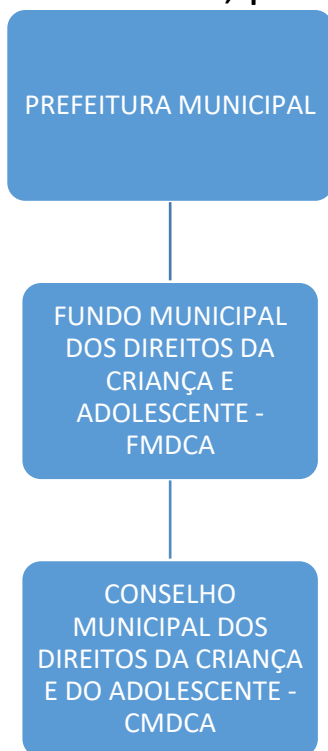 PREFEITURA MUNICIPAL
FUNDO MUNICIPAL
DOS DIREITOS DA
CRIANÇA E
ADOLESCENTE -
FMDCA
CONSELHO
MUNICIPAL DOS
DIREITOS DA CRIANÇA
E DO ADOLESCENTE -
CMDCA